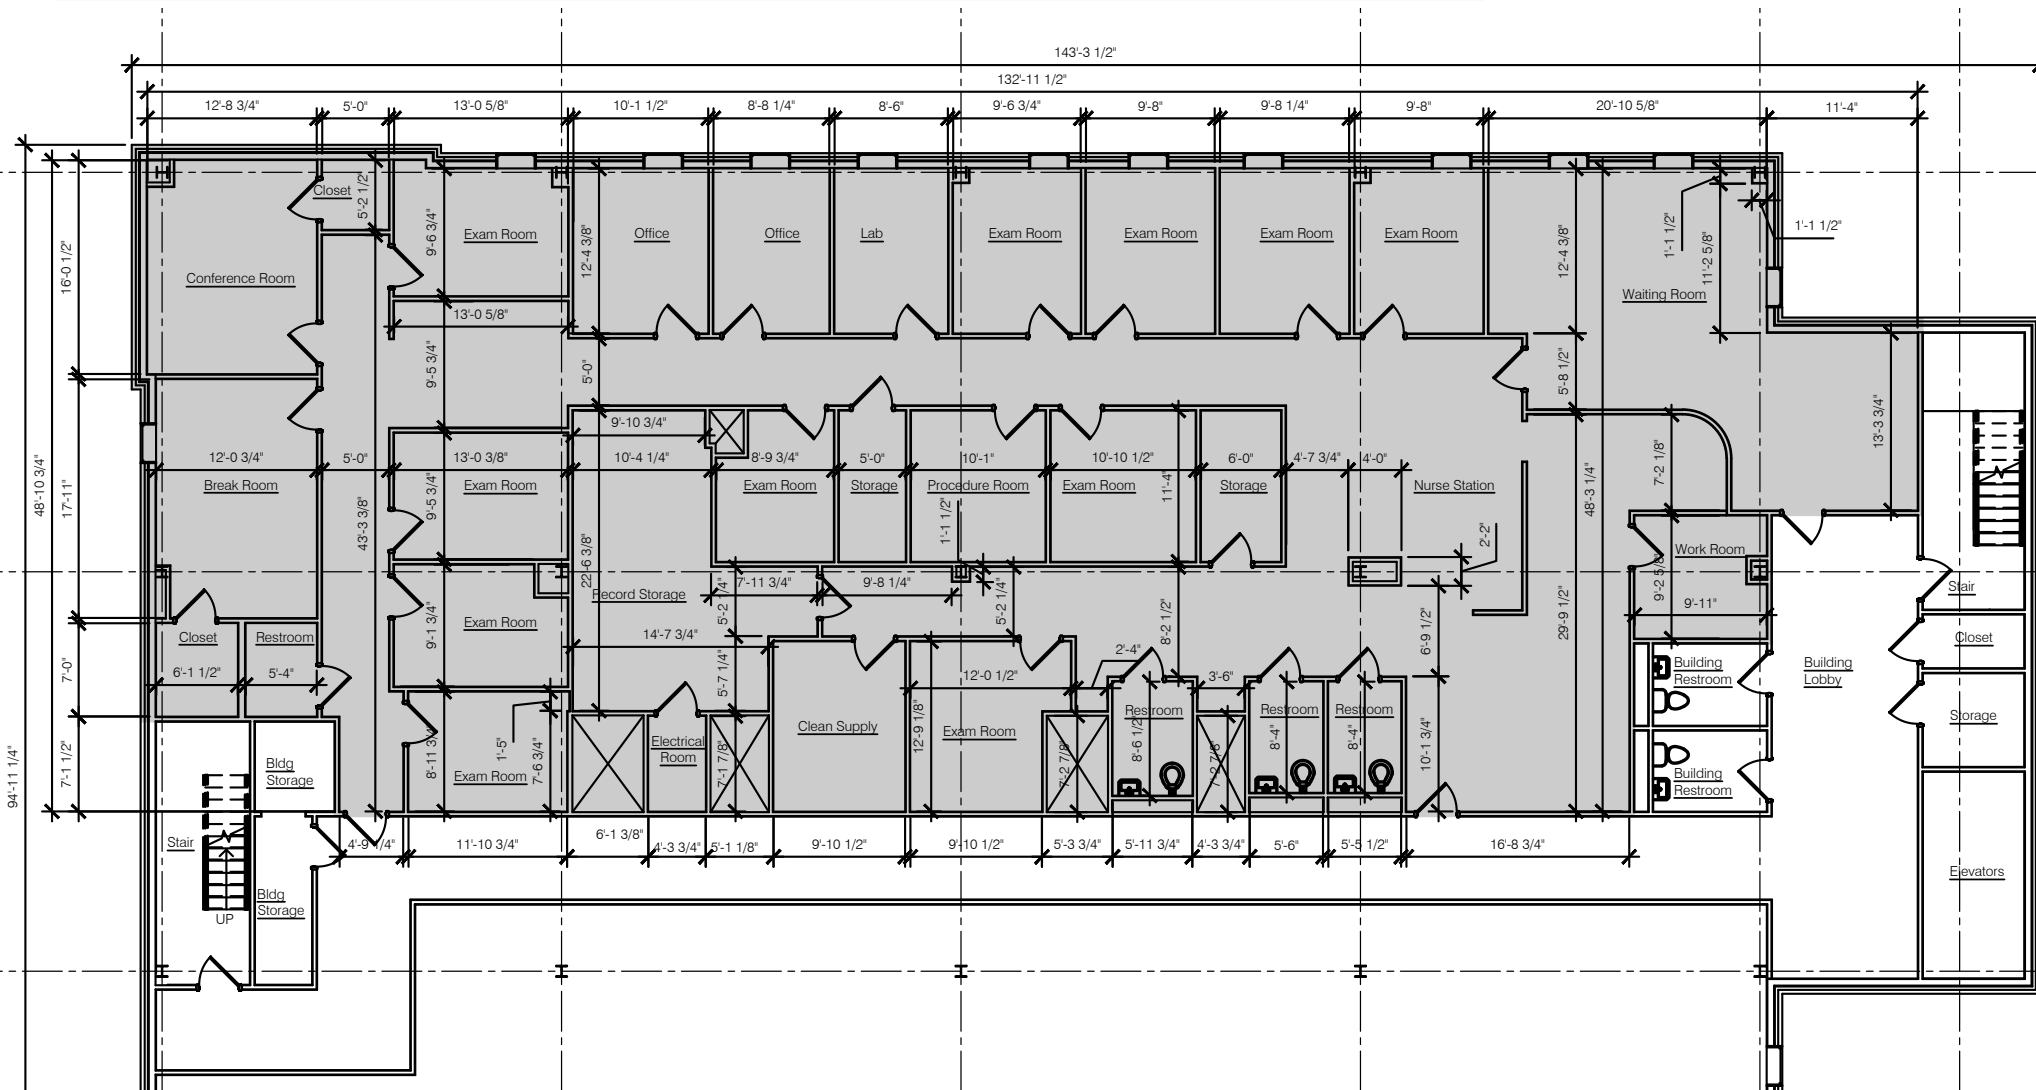 143'-3 1/2"
132'-11 1/2"
12'-8 3/4" 5'-0" 13'-0 5/8" 10'-1 1/2" 8'-8 1/4" 8'-6" 9'-6 3/4" 9'-8" 9'-8 1/4" 9'-8" 20'-10 5/8" 11'-4"
Closet
5'-2 1/2"
1'-1 1/2"
1'-1 1/2"
11'-2 5/8"
16'-0 1/2"
9'-6 3/4"
Exam Room
12'-4 3/8"
Office
Office
Lab
Exam Room
Exam Room
Exam Room
Exam Room
12'-4 3/8"
Conference Room
Waiting Room
13'-0 5/8"
9'-5 3/4"
5'-0"
5'-8 1/2"
9'-10 3/4"
13'-3 3/4"
48'-10 3/4"
17'-11"
12'-0 3/4" 5'-0" 13'-0 3/8" 10'-4 1/4" 8'-9 3/4" 5'-0" 10'-1" 10'-10 1/2" 6'-0" 4'-7 3/4" 4'-0"
7'-2 1/8"
Break Room
43'-3 3/8"
9'-5 3/4"
Exam Room
Exam Room
Storage
Procedure Room
Exam Room
11'-4"
Storage
Nurse Station
48'-3 1/4"
1'-1 1/2"
2'-2"
22'-6 3/8"
Work Room
9'-2 5/8"
9'-11"
Record Storage
7'-11 3/4"
5'-2 1/4"
9'-8 1/4"
5'-2 1/4"
8'-2 1/2"
6'-9 1/2"
29'-9 1/2"
Stair
Closet
Restroom
9'-1 3/4"
Exam Room
14'-7 3/4"
Closet
7'-0"
6'-1 1/2"
5'-4"
5'-7 1/4"
12'-0 1/2"
2'-4"
3'-6"
Building
Restroom
Building
Lobby
Storage
7'-1 1/2"
94'-11 1/4"
Bldg
Storage
8'-11 3/4"
1'-5"
7'-6 3/4"
Exam Room
Electrical
Room
7'-1 7/8"
Clean Supply
12'-9 1/8"
Exam Room
7'-2 7/8"
Restroom
8'-6 1/2"
7'-2 7/8"
Restroom
8'-4"
Restroom
8'-4"
10'-1 3/4"
Building
Restroom
Stair
4'-9 1/4" 11'-10 3/4" 6'-1 3/8" 4'-3 3/4" 5'-1 1/8" 9'-10 1/2" 9'-10 1/2" 5'-3 3/4" 5'-11 3/4" 4'-3 3/4" 5'-6" 5'-5 1/2" 16'-8 3/4"
Elevators
Bldg
Storage
UP